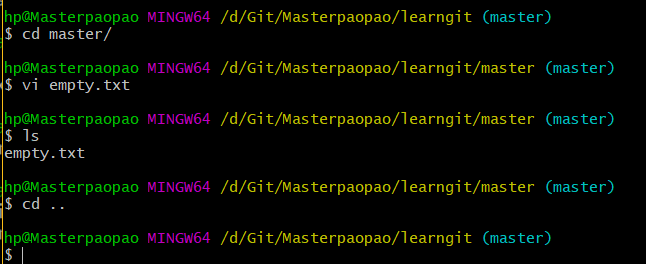 hp@Masterpaopao MINGW64 /d/Git/Masterpaopao/learngit (master)
$ cd master/
hp@Masterpaopao MINGW64 /d/Git/Masterpaopao/learngit/master (master)
$ vi empty.txt
hp@Masterpaopao MINGW64 /d/Git/Masterpaopao/learngit/master (master)
$ ls
empty.txt
hp@Masterpaopao MINGW64 /d/Git/Masterpaopao/learngit/master (master)
$ cd ..
hp@Masterpaopao MINGW64 /d/Git/Masterpaopao/learngit (master)
$